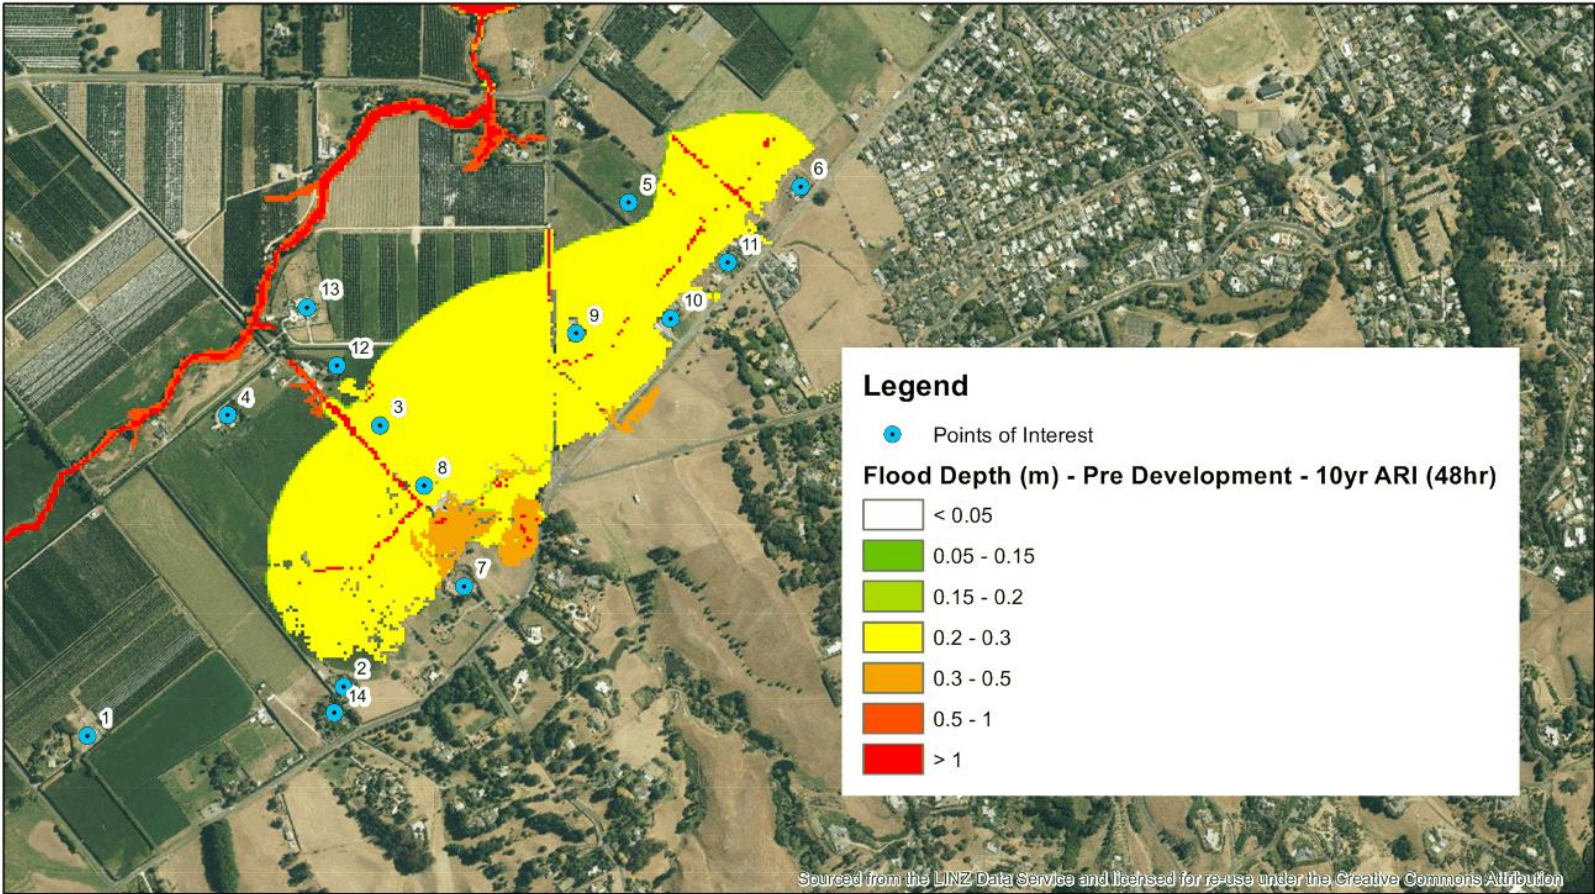 6
5
11
13
10
9
12
4
3
8
7
2
14
1
Legend
Points of Interest
Flood Depth (m) - Pre Development - 10yr ARI (48hr)
< 0.05
0.05 - 0.15
0.15 - 0.2
0.2 - 0.3
0.3 - 0.5
0.5 - 1
> 1
Sourced from the LINZ Data Service and licensed for re-use under the Creative Commons Attribution